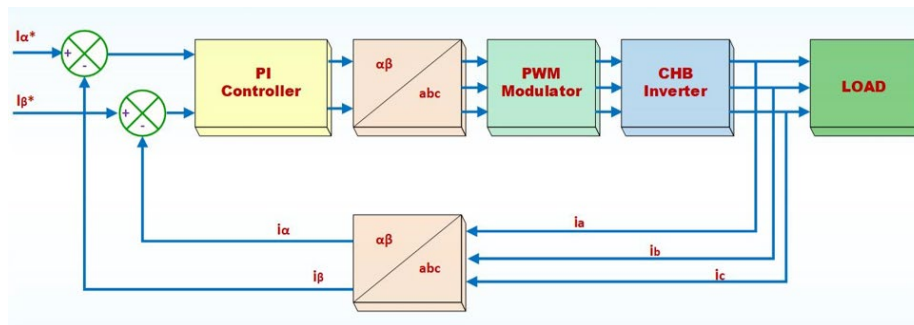 Iα*
+
-
Iβ*
+
-
PI
Controller
αβ
abc
PWM
Modulator
CHB
Inverter
LOAD
iα
iβ
αβ
abc
ia
ib
ic